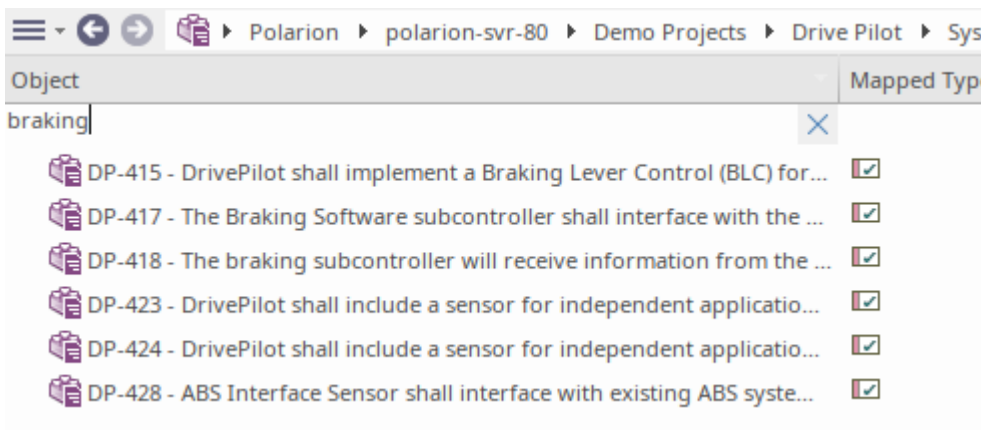 Polarion polarion-svr-80 Demo Projects Drive Pilot Sys
Object Mapped Typ
braking
DP-415 - DrivePilot shall implement a Braking Lever Control (BLC) for...
DP-417 - The Braking Software subcontroller shall interface with the ...
DP-418 - The braking subcontroller will receive information from the ...
DP-423 - DrivePilot shall include a sensor for independent applicatio...
DP-424 - DrivePilot shall include a sensor for independent applicatio...
DP-428 - ABS Interface Sensor shall interface with existing ABS syste...